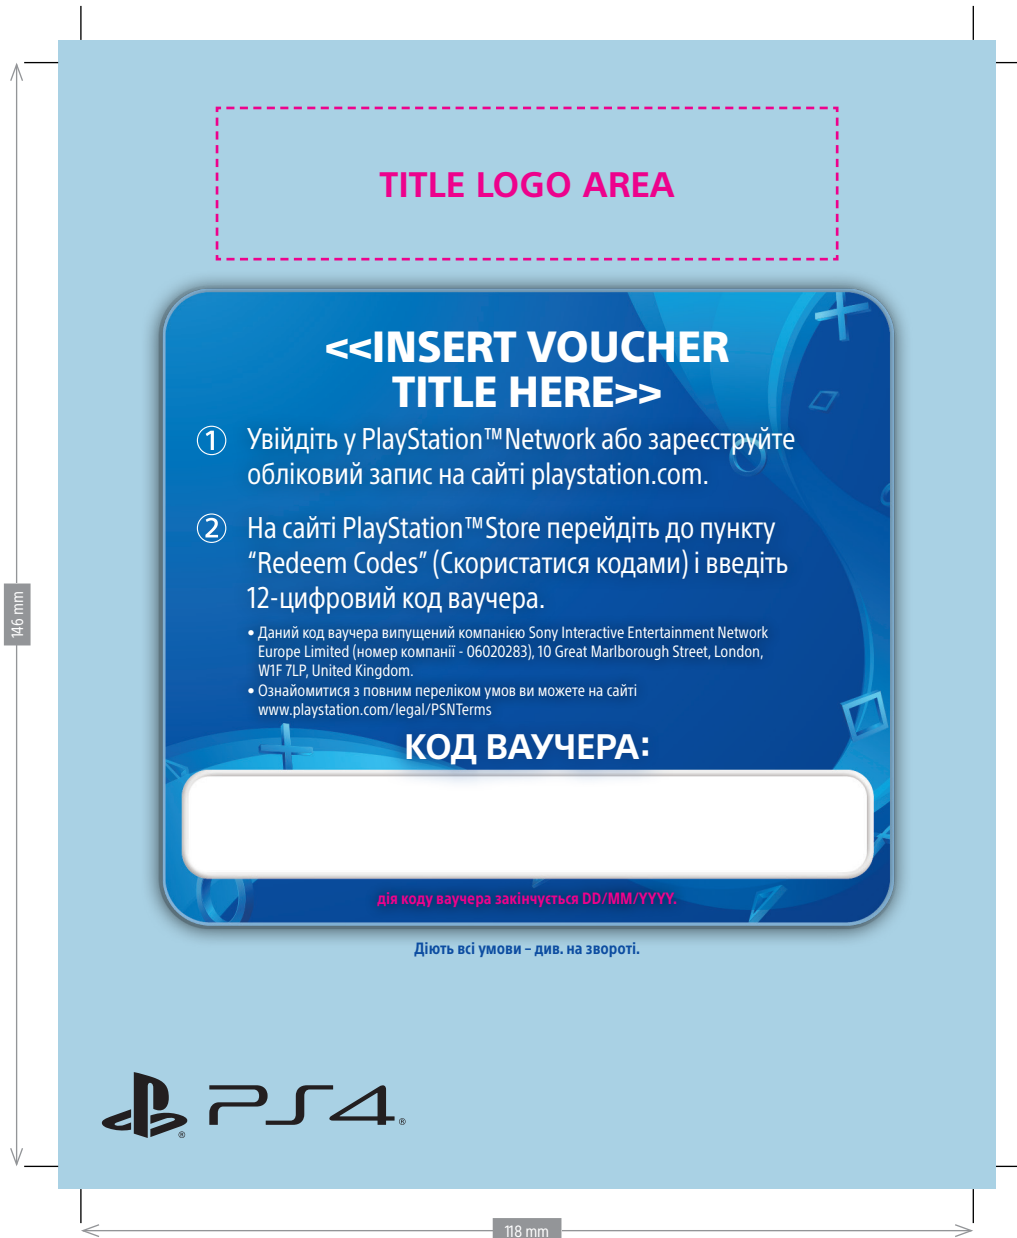 TITLE LOGO AREA
<<INSERT VOUCHER
TITLE HERE>>
1 Увійдіть у PlayStation™Network або зареєструйте
обліковий запис на сайті playstation.com.
2 На сайті PlayStation™Store перейдіть до пункту
“Redeem Codes” (Скористатися кодами) і введіть
12-цифровий код ваучера.
• Даний код ваучера випущений компанією Sony Interactive Entertainment Network
Europe Limited (номер компанії - 06020283), 10 Great Marlborough Street, London,
W1F 7LP, United Kingdom.
• Ознайомитися з повним переліком умов ви можете на сайті
www.playstation.com/legal/PSNTerms
КОД ВАУЧЕРА:
дія коду ваучера закінчується DD/MM/YYYY.
Діють всі умови – див. на звороті.
146 mm
PS4®
118 mm